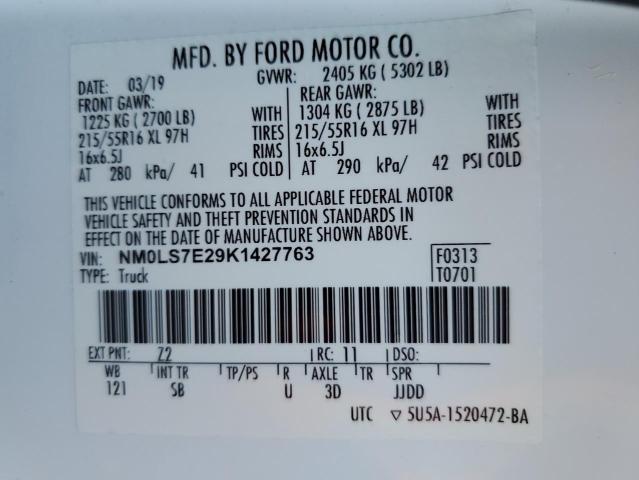 MFD. BY FORD MOTOR CO.
DATE: 03/19 GVWR: 2405 KG ( 5302 LB)
FRONT GAWR: REAR GAWR:
1225 KG ( 2700 LB) WITH 1304 KG ( 2875 LB) WITH
215/55R16 XL 97H TIRES 215/55R16 XL 97H TIRES
16x6.5J RIMS 16x6.5J RIMS
AT 280 kPa/ 41 PSI COLD AT 290 kPa/ 42 PSI COLD
THIS VEHICLE CONFORMS TO ALL APPLICABLE FEDERAL MOTOR
VEHICLE SAFETY AND THEFT PREVENTION STANDARDS IN
EFFECT ON THE DATE OF MANUFACTURE SHOWN ABOVE.
VIN: NM0LS7E29K1427763 F0313
TYPE: Truck T0701
EXT PNT: Z2 RC: 11 DSO:
WB INT TR TP/PS R AXLE TR SPR
121 SB U 3D JJDD
UTC ▽ 5U5A-1520472-BA